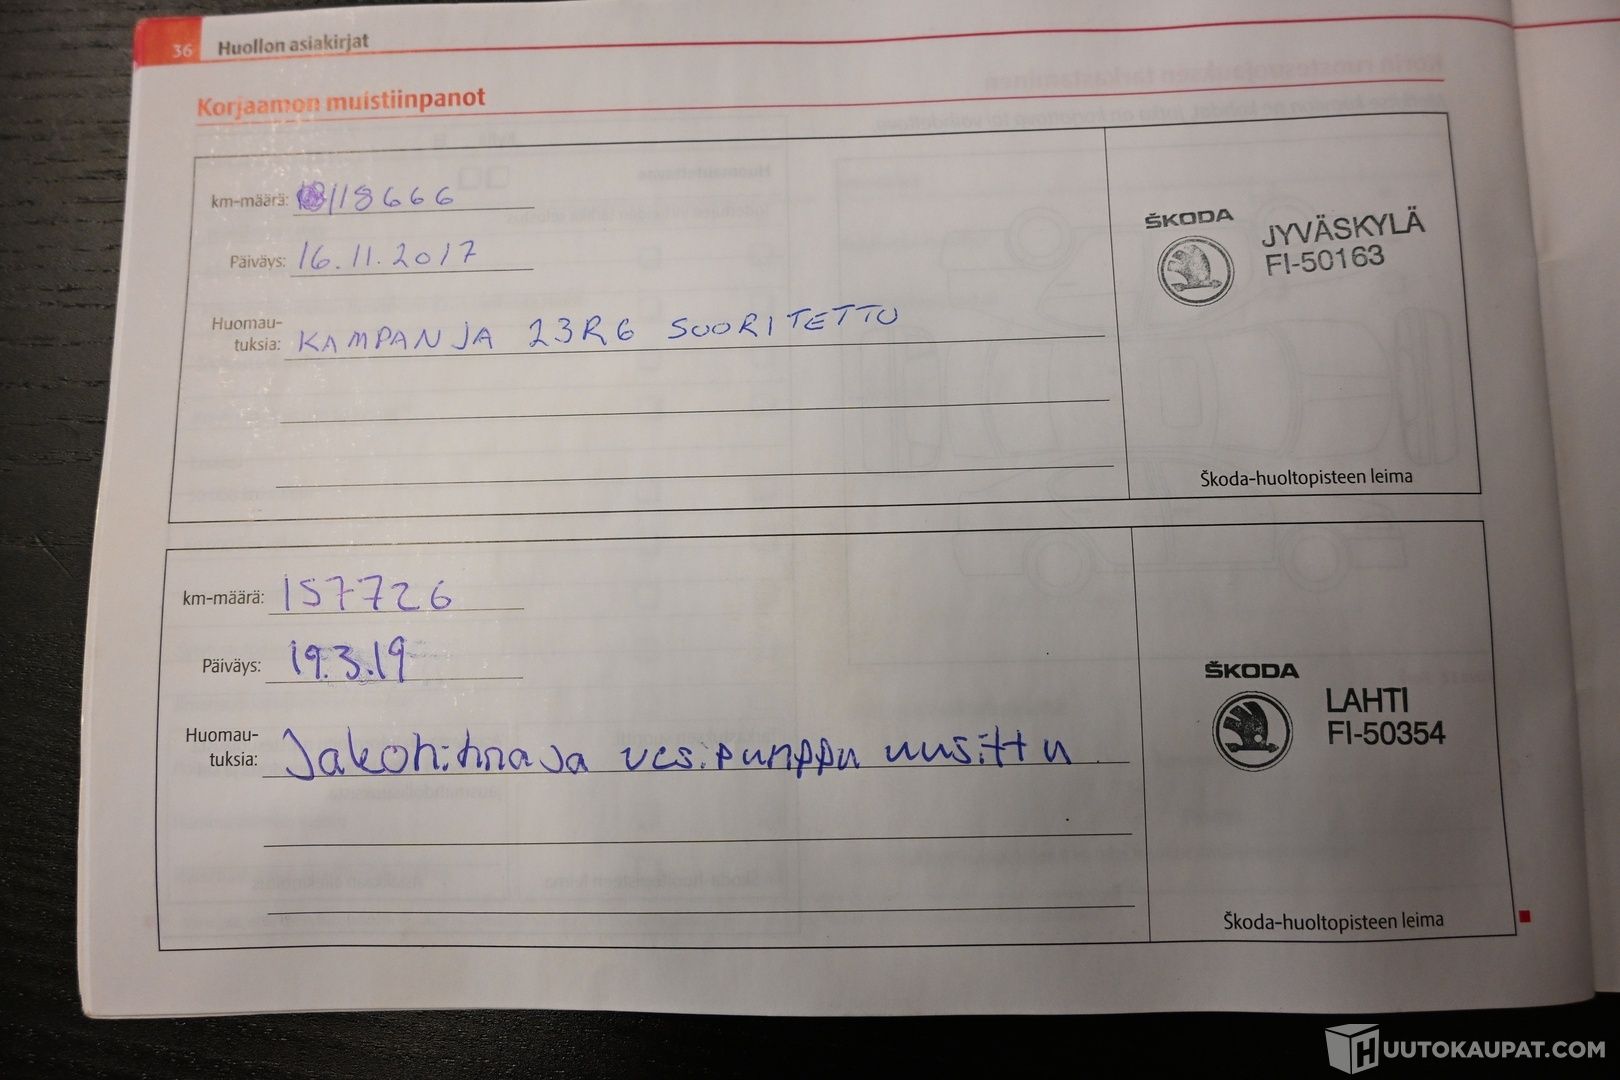 36 Huollon asiakirjat
Korjaamon muistiinpanot
km-määrä: 118666
Päiväys: 16.11.2017
Huomau-
tuksia: KAMPANJA 23R6 SUORITETTU
ŠKODA
JYVÄSKYLÄ
FI-50163
Škoda-huoltopisteen leima
km-määrä: 157726
Päiväys: 19.3.19
Huomau-
tuksia: Jakohihna ja vesipumppu uusittu
ŠKODA
LAHTI
FI-50354
Škoda-huoltopisteen leima
HUUTOKAUPAT.COM